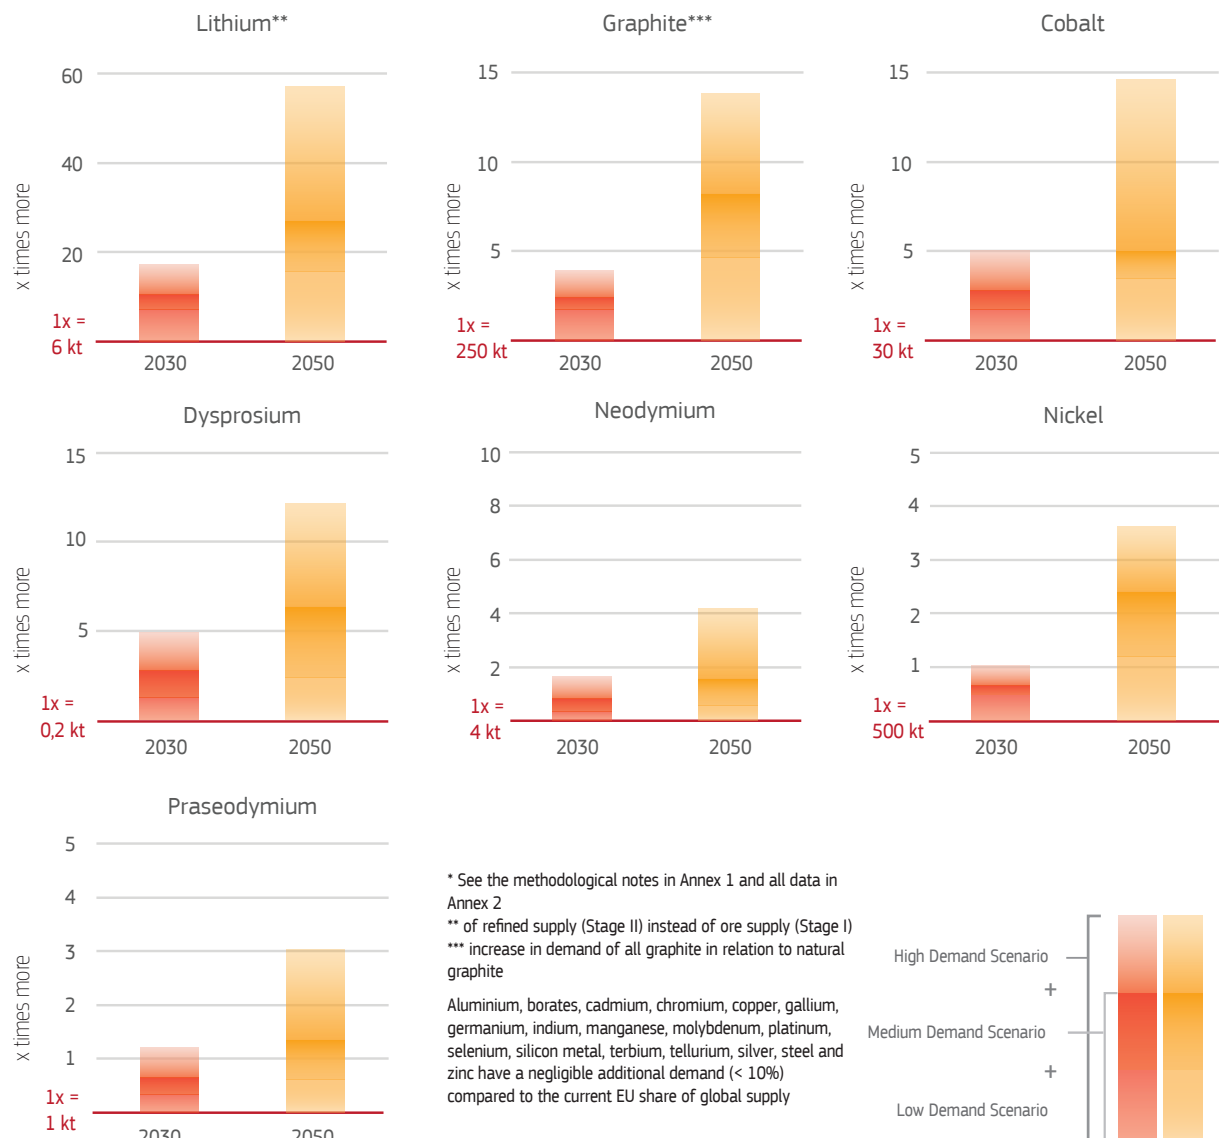 Lithium**
Graphite***
Cobalt
x times more
60
40
20
1x =
6 kt
2030
2050
x times more
15
10
5
1x =
250 kt
2030
2050
x times more
15
10
5
1x =
30 kt
2030
2050
Dysprosium
Neodymium
Nickel
x times more
15
10
5
1x =
0,2 kt
2030
2050
x times more
10
8
6
4
2
1x =
4 kt
2030
2050
x times more
5
4
3
2
1
1x =
500 kt
2030
2050
Praseodymium
x times more
5
4
3
2
1
1x =
1 kt
2030
2050
* See the methodological notes in Annex 1 and all data in
Annex 2
** of refined supply (Stage II) instead of ore supply (Stage I)
*** increase in demand of all graphite in relation to natural
graphite
Aluminium, borates, cadmium, chromium, copper, gallium,
germanium, indium, manganese, molybdenum, platinum,
selenium, silicon metal, terbium, tellurium, silver, steel and
zinc have a negligible additional demand (< 10%)
compared to the current EU share of global supply
High Demand Scenario
+
Medium Demand Scenario
+
Low Demand Scenario